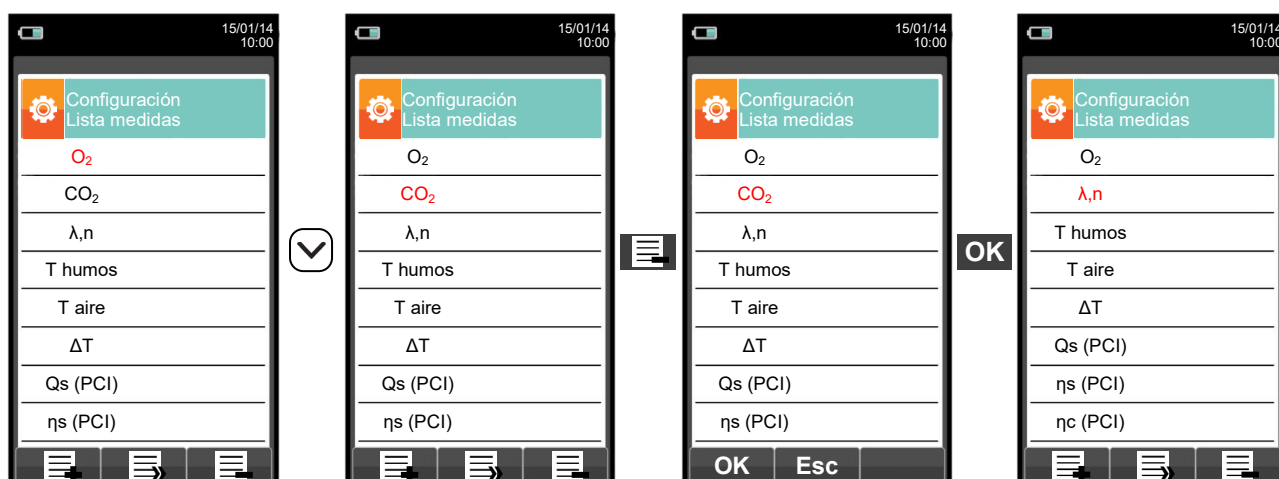 15/01/14
10:00
Configuración
Lista medidas
O₂
CO₂
λ,n
T humos
T aire
ΔT
Qs (PCI)
ηs (PCI)
15/01/14
10:00
Configuración
Lista medidas
O₂
CO₂
λ,n
T humos
T aire
ΔT
Qs (PCI)
ηs (PCI)
15/01/14
10:00
Configuración
Lista medidas
O₂
CO₂
λ,n
T humos
T aire
ΔT
Qs (PCI)
ηs (PCI)
OK Esc
OK
15/01/14
10:00
Configuración
Lista medidas
O₂
λ,n
T humos
T aire
ΔT
Qs (PCI)
ηs (PCI)
ηc (PCI)